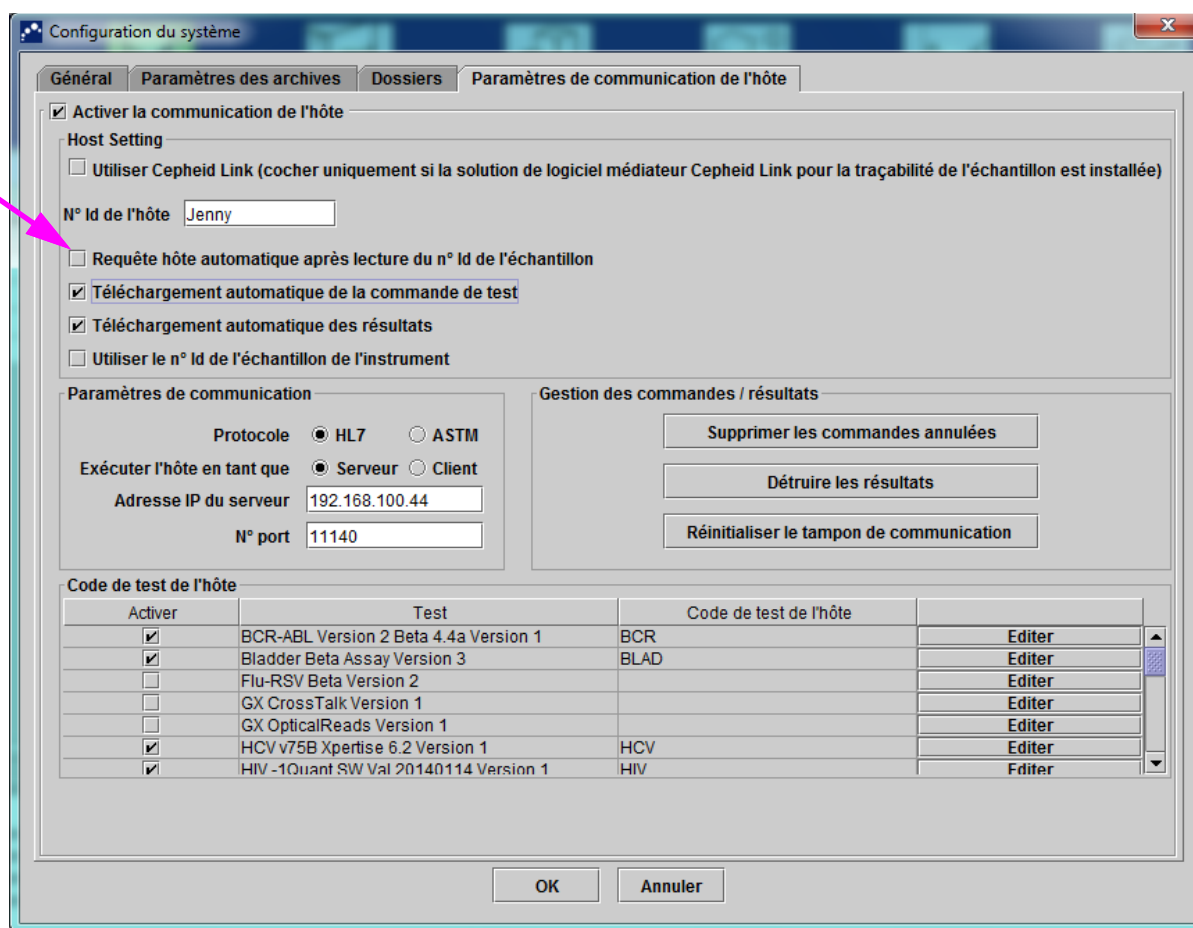 Configuration du système
Général Paramètres des archives Dossiers Paramètres de communication de l'hôte
Activer la communication de l'hôte
Host Setting
Utiliser Cepheid Link (cocher uniquement si la solution de logiciel médiateur Cepheid Link pour la traçabilité de l'échantillon est installée)
N° Id de l'hôte Jenny
Requête hôte automatique après lecture du n° Id de l'échantillon
Téléchargement automatique de la commande de test
Téléchargement automatique des résultats
Utiliser le n° Id de l'échantillon de l'instrument
Paramètres de communication
Protocole HL7 ASTM
Exécuter l'hôte en tant que Serveur Client
Adresse IP du serveur 192.168.100.44
N° port 11140
Gestion des commandes / résultats
Supprimer les commandes annulées
Détruire les résultats
Réinitialiser le tampon de communication
Code de test de l'hôte
Activer Test Code de test de l'hôte
BCR-ABL Version 2 Beta 4.4a Version 1 BCR Editer
Bladder Beta Assay Version 3 BLAD Editer
Flu-RSV Beta Version 2 Editer
GX CrossTalk Version 1 Editer
GX OpticalReads Version 1 Editer
HCV v75B Xpertise 6.2 Version 1 HCV Editer
HIV -1Quant SW Val 20140114 Version 1 HIV Editer
OK Annuler